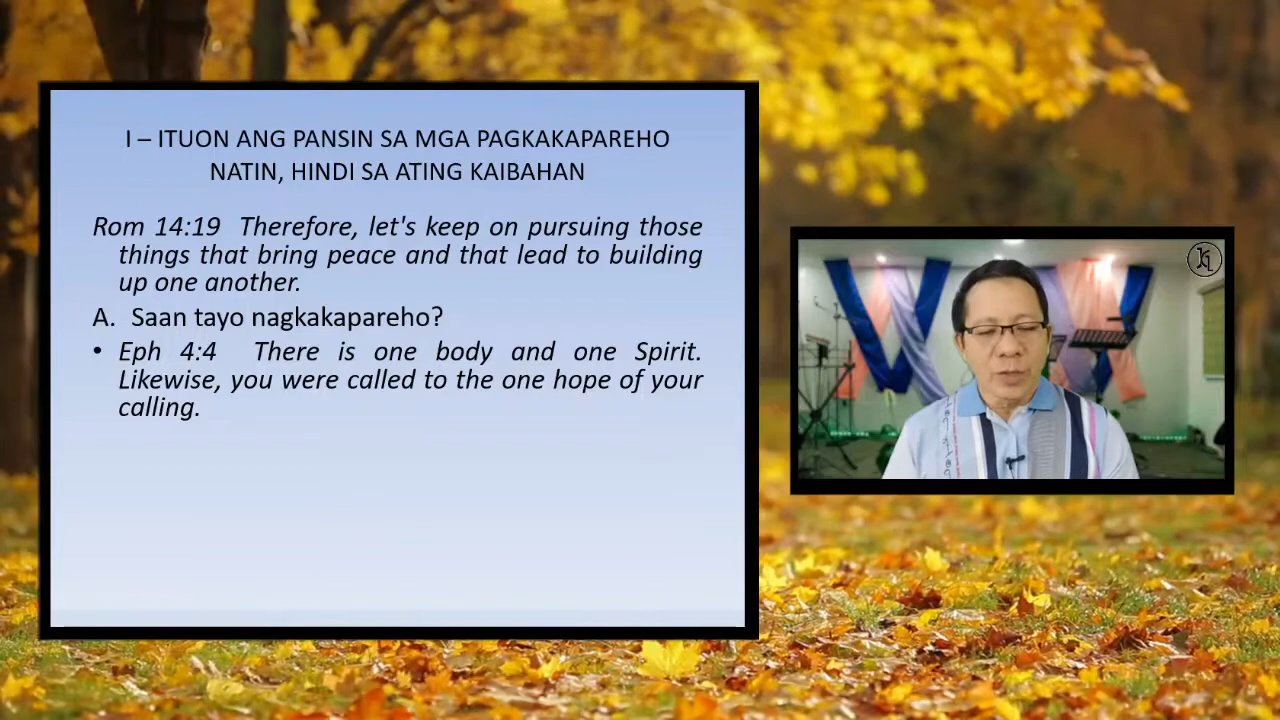 I – ITUON ANG PANSIN SA MGA PAGKAKAPAREHO
NATIN, HINDI SA ATING KAIBAHAN
Rom 14:19 Therefore, let's keep on pursuing those
things that bring peace and that lead to building
up one another.
A. Saan tayo nagkakapareho?
• Eph 4:4 There is one body and one Spirit.
Likewise, you were called to the one hope of your
calling.